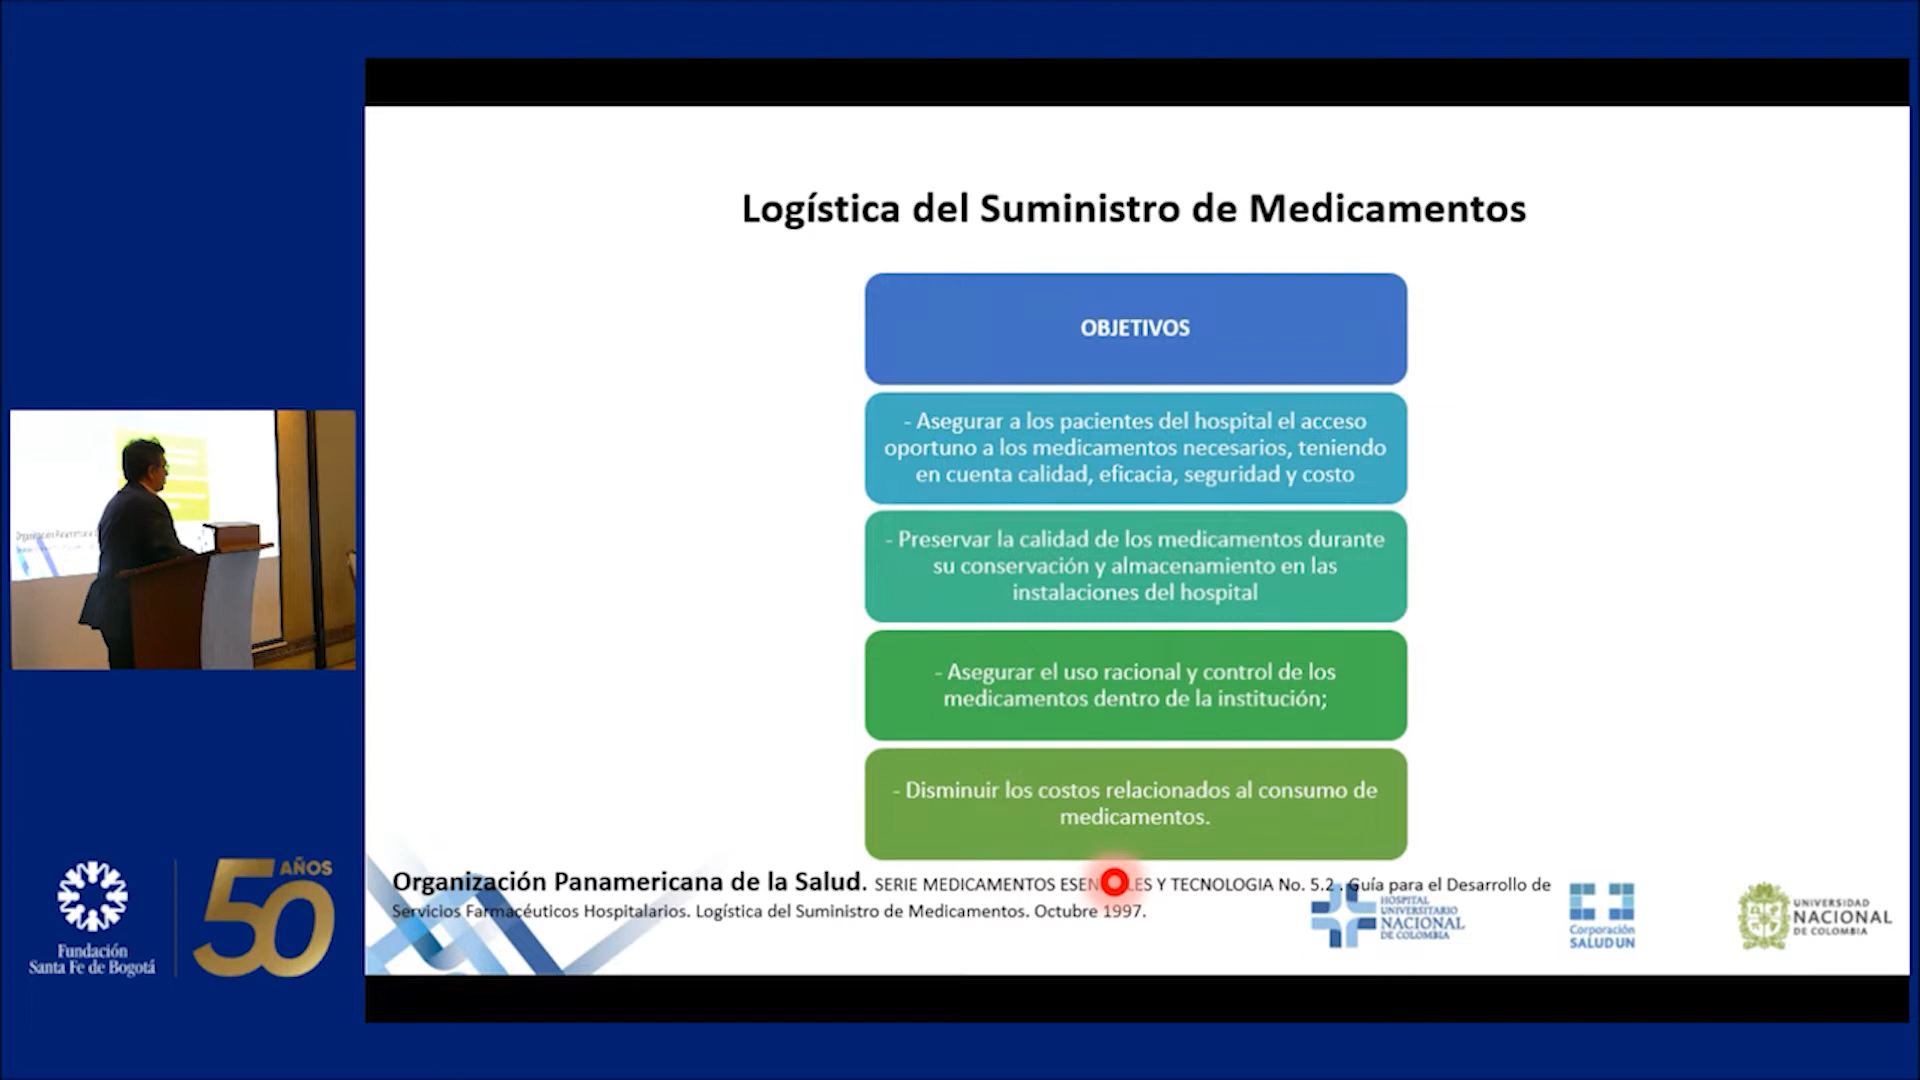 Logística del Suministro de Medicamentos
OBJETIVOS
- Asegurar a los pacientes del hospital el acceso
oportuno a los medicamentos necesarios, teniendo
en cuenta calidad, eficacia, seguridad y costo
- Preservar la calidad de los medicamentos durante
su conservación y almacenamiento en las
instalaciones del hospital
- Asegurar el uso racional y control de los
medicamentos dentro de la institución;
- Disminuir los costos relacionados al consumo de
medicamentos.
Organización Panamericana de la Salud. SERIE MEDICAMENTOS Y TECNOLOGIA No. 5.2 . Guía para el Desarrollo de
Servicios Farmacéuticos Hospitalarios. Logística del Suministro de Medicamentos. Octubre 1997.
HOSPITAL
UNIVERSITARIO
NACIONAL
DE COLOMBIA
Corporación
SALUD UN
UNIVERSIDAD
NACIONAL
DE COLOMBIA
Organización Panamericana
Fundación
Santa Fe de Bogotá
50 AÑOS